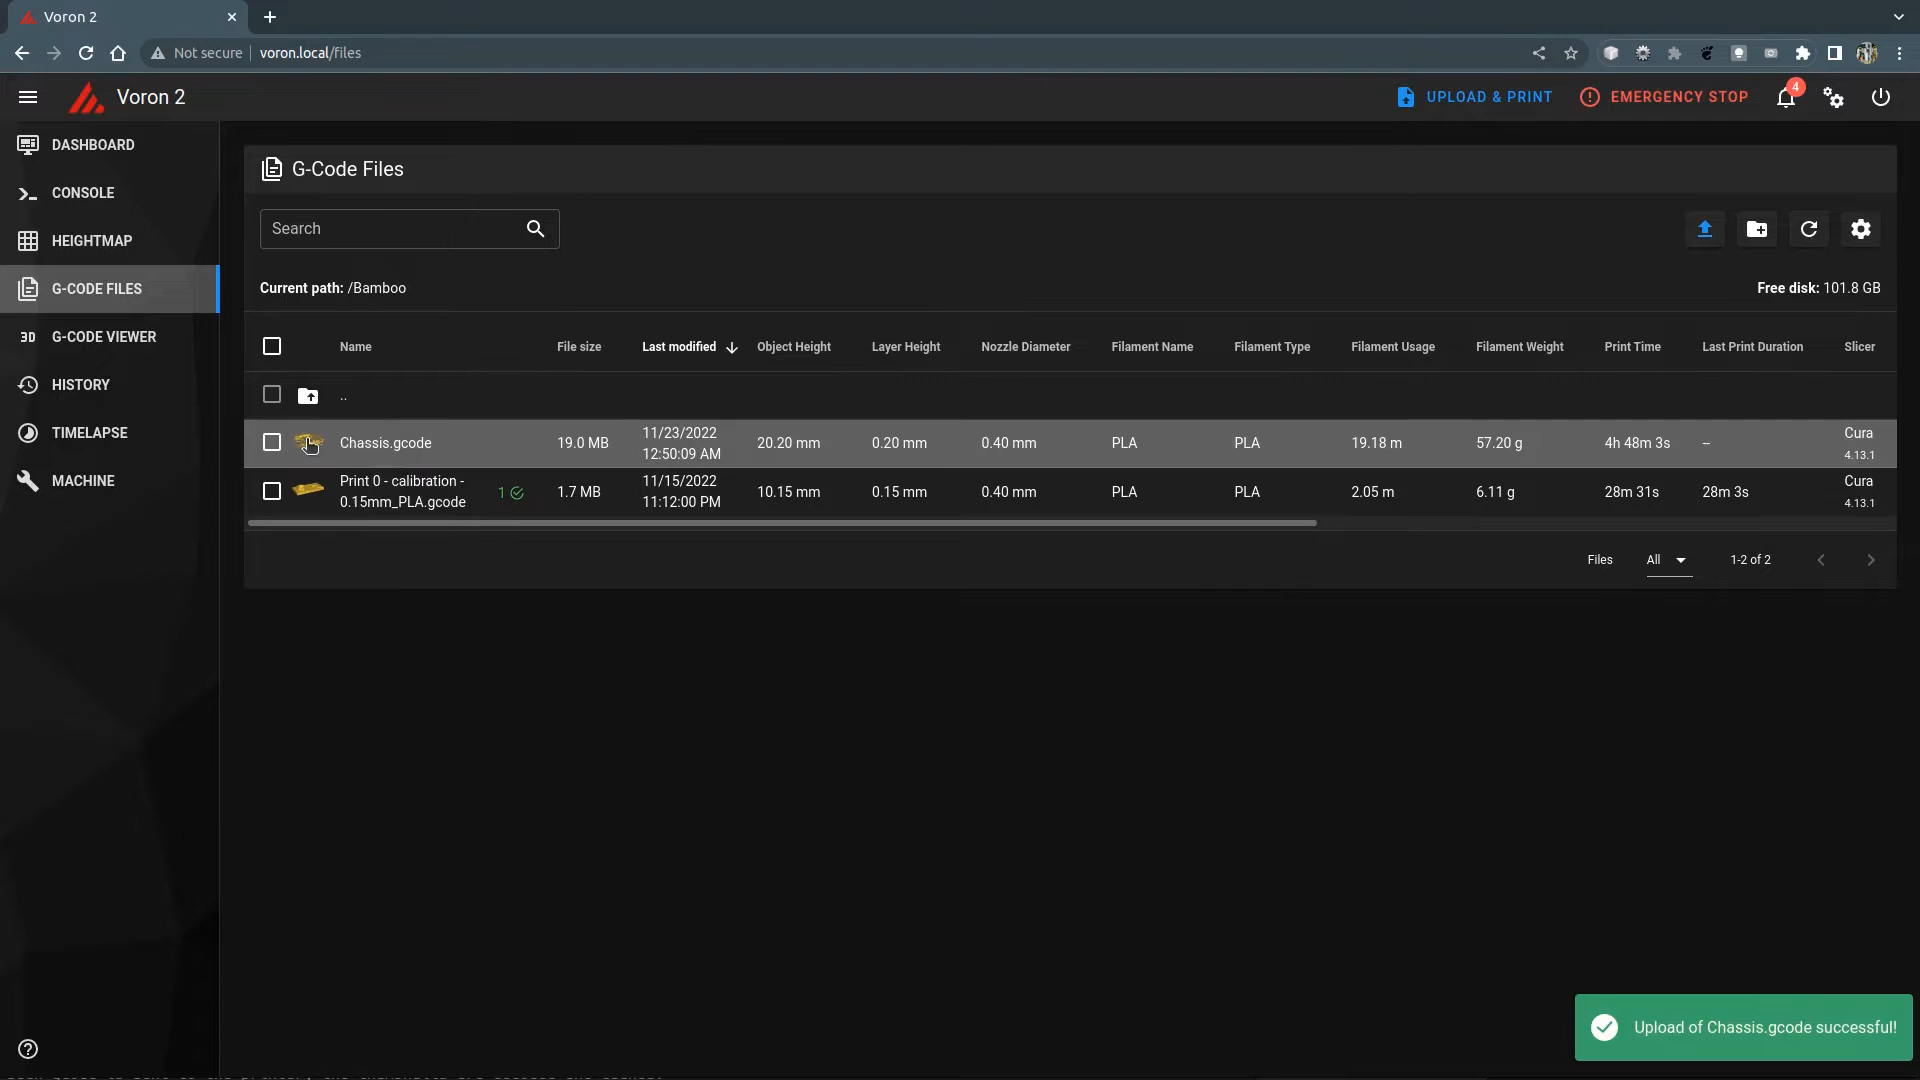 Voron 2
Not secure voron.local/files
Voron 2
UPLOAD & PRINT
EMERGENCY STOP
4
DASHBOARD
CONSOLE
HEIGHTMAP
G-CODE FILES
3D G-CODE VIEWER
HISTORY
TIMELAPSE
MACHINE
G-Code Files
Search
Current path: /Bamboo
Free disk: 101.8 GB
Name File size Last modified Object Height Layer Height Nozzle Diameter Filament Name Filament Type Filament Usage Filament Weight Print Time Last Print Duration Slicer
..
Chassis.gcode 19.0 MB 11/23/2022 12:50:09 AM 20.20 mm 0.20 mm 0.40 mm PLA PLA 19.18 m 57.20 g 4h 48m 3s -- Cura 4.13.1
Print 0 - calibration - 0.15mm_PLA.gcode 1 1.7 MB 11/15/2022 11:12:00 PM 10.15 mm 0.15 mm 0.40 mm PLA PLA 2.05 m 6.11 g 28m 31s 28m 3s Cura 4.13.1
Files All 1-2 of 2
Upload of Chassis.gcode successful!